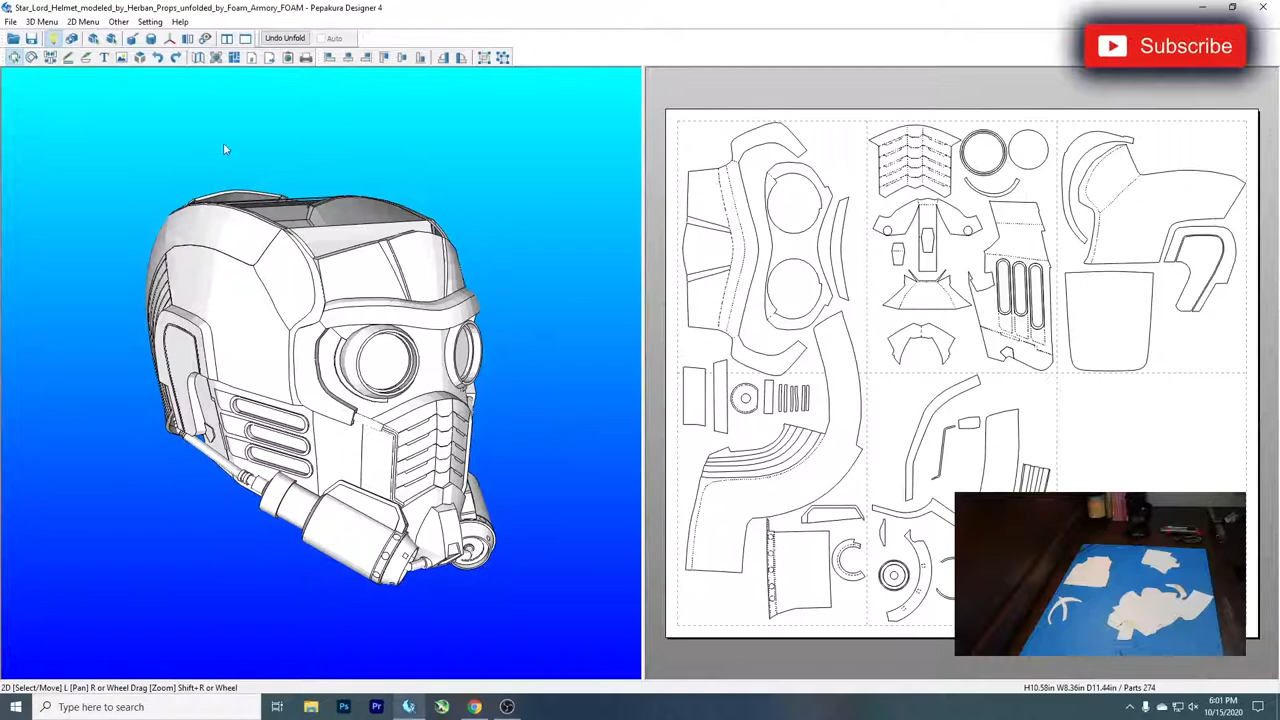 Star_Lord_Helmet_modeled_by_Herban_Props_unfolded_by_Foam_Armory_FOAM - Pepakura Designer 4
File 3D Menu 2D Menu Other Setting Help
Undo Unfold Auto
Subscribe
2D [Select/Move] L [Pan] R or Wheel Drag [Zoom] Shift+R or Wheel
H10.58in W8.36in D11.44in / Parts 274
Type here to search
6:01 PM
10/15/2020